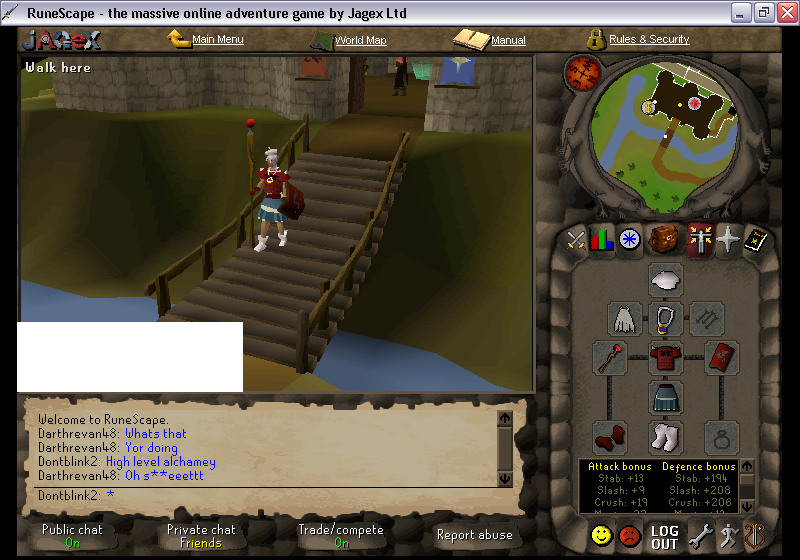 RuneScape - the massive online adventure game by Jagex Ltd
JAGEX Main Menu World Map Manual Rules & Security
Walk here
Welcome to RuneScape.
Darthrevan48: Whats that
Darthrevan48: Yor doing
Dontblink2: High level alchamey
Darthrevan48: Oh s**eeettt
Dontblink2: *
Attack bonus Defence bonus
Stab: +13 Stab: +194
Slash: +9 Slash: +208
Crush: +19 Crush: +206
Public chat Private chat Trade/compete Report abuse
On Friends On
LOG
OUT